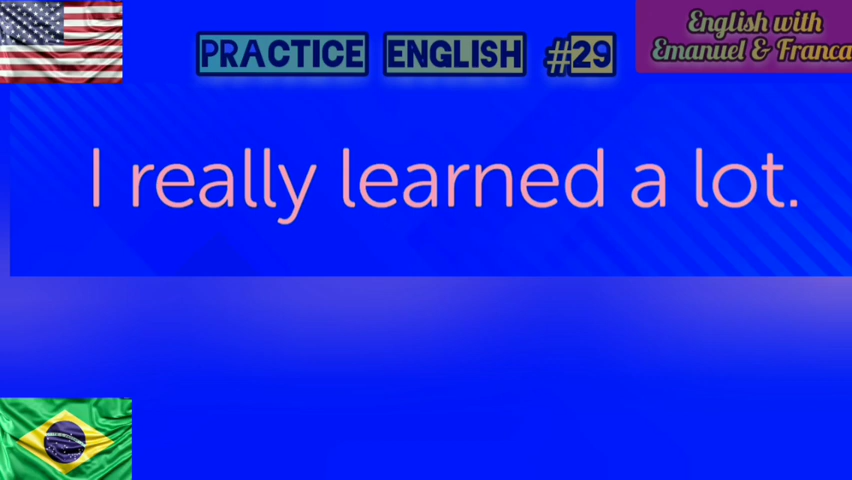 PRACTICE ENGLISH #29
English with
Emanuel & Franca
I really learned a lot.